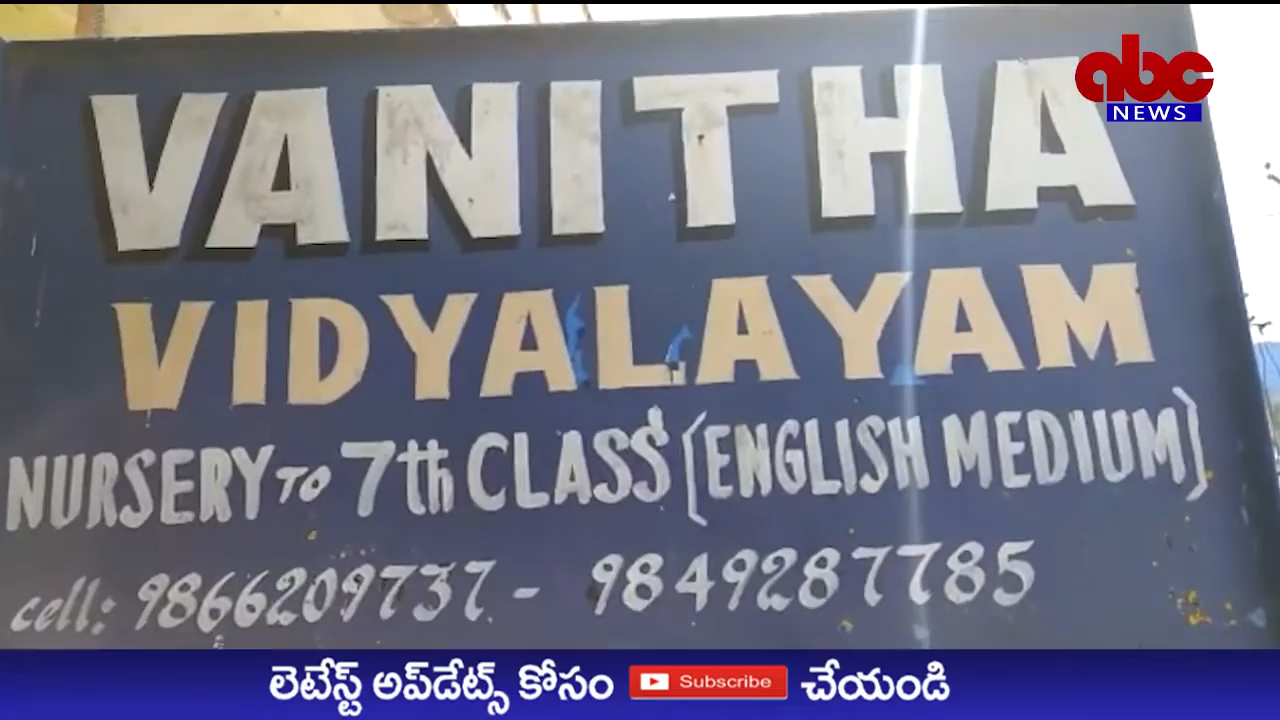 abc
NEWS
VANITHA
VIDYALAYAM
NURSERY TO 7th CLASS (ENGLISH MEDIUM)
cell: 9866209737 - 9849287785
లెటేస్ట్ అప్‌డేట్స్ కోసం Subscribe చేయండి